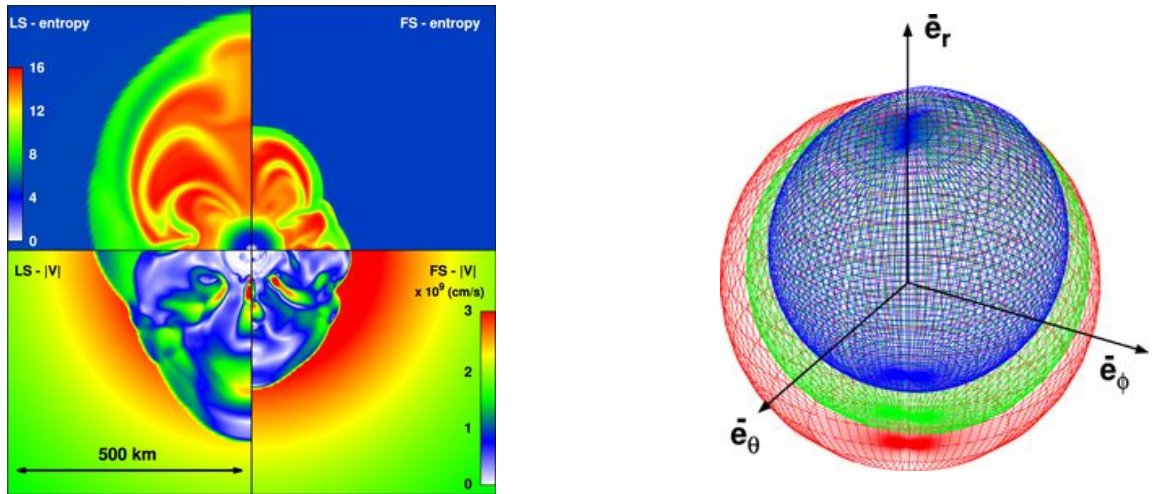 LS - entropy
FS - entropy
16
12
8
4
0
LS - |V|
FS - |V|
x 10⁹ (cm/s)
3
2
1
0
500 km
ē_r
ē_θ
ē_ϕ